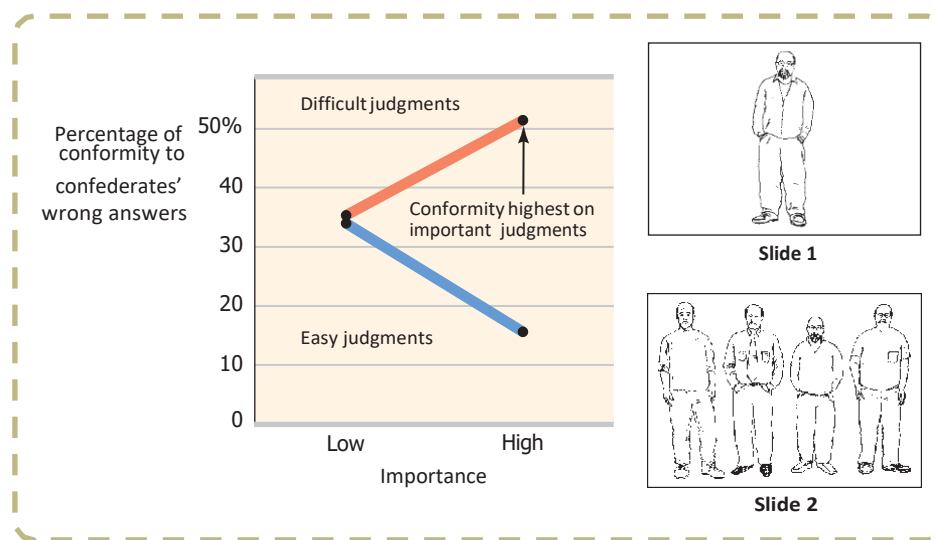 Difficult judgments
Percentage of
conformity to
confederates'
wrong answers
50%
40
30
20
10
0
Conformity highest on
important judgments
Easy judgments
Low
High
Importance
Slide 1
Slide 2